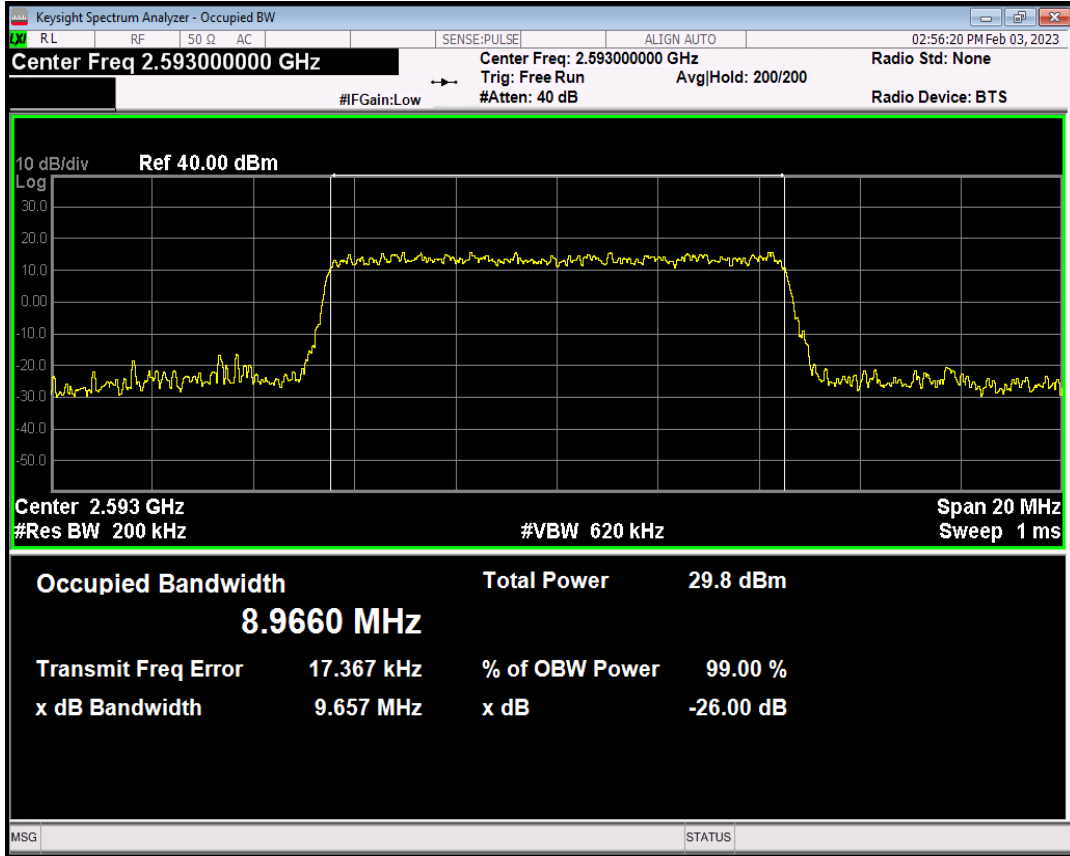 Keysight Spectrum Analyzer - Occupied BW
LXI RL RF 50 Ω AC SENSE:PULSE ALIGN AUTO 02:56:20 PM Feb 03, 2023
Center Freq 2.593000000 GHz
Center Freq: 2.593000000 GHz Radio Std: None
Trig: Free Run Avg|Hold: 200/200
#IFGain:Low #Atten: 40 dB Radio Device: BTS
10 dB/div Ref 40.00 dBm
Log
30.0
20.0
10.0
0.00
-10.0
-20.0
-30.0
-40.0
-50.0
Center 2.593 GHz Span 20 MHz
#Res BW 200 kHz #VBW 620 kHz Sweep 1 ms
Occupied Bandwidth Total Power 29.8 dBm
8.9660 MHz
Transmit Freq Error 17.367 kHz % of OBW Power 99.00 %
x dB Bandwidth 9.657 MHz x dB -26.00 dB
MSG STATUS